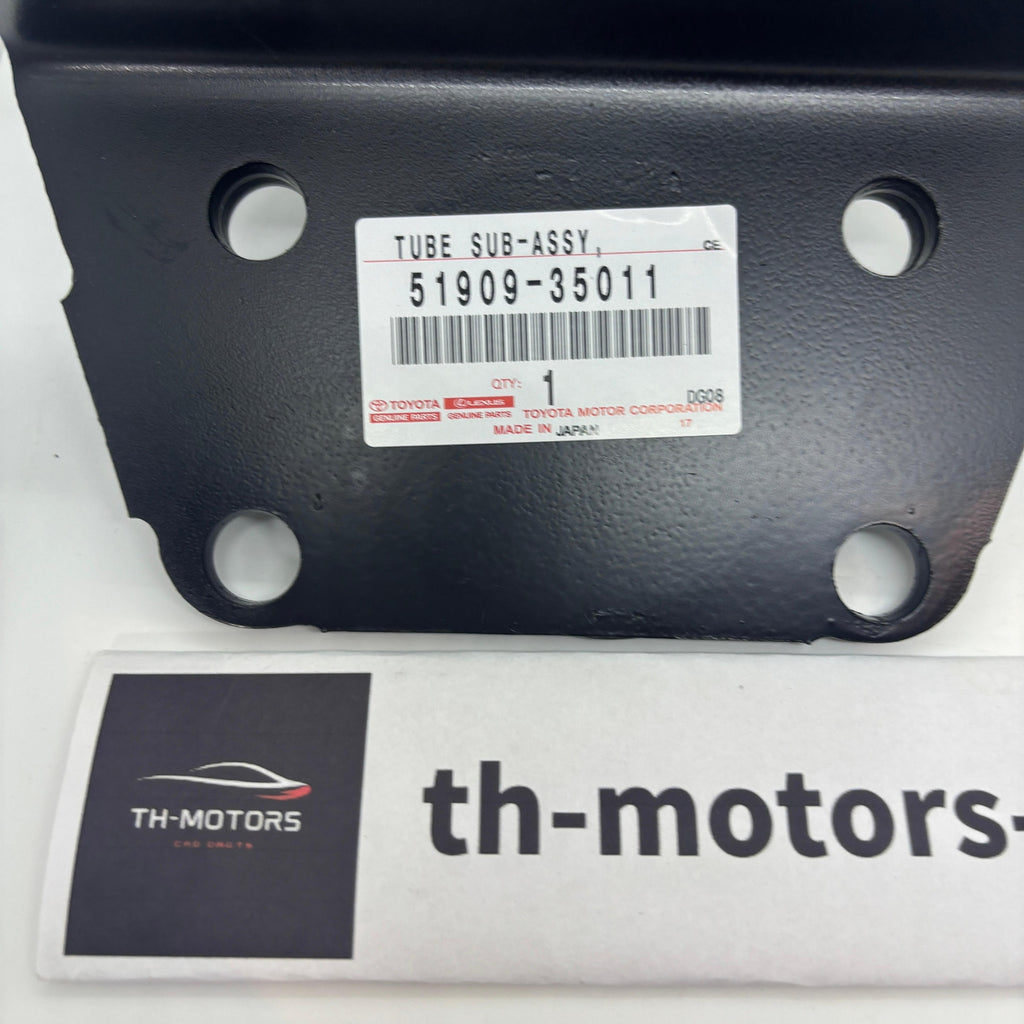 TUBE SUB-ASSY,
CE
51909-35011
QTY: 1
DG08
TOYOTA
GENUINE PARTS
LEXUS
GENUINE PARTS
TOYOTA MOTOR CORPORATION
MADE IN JAPAN
17
TH-MOTORS
th-motors-